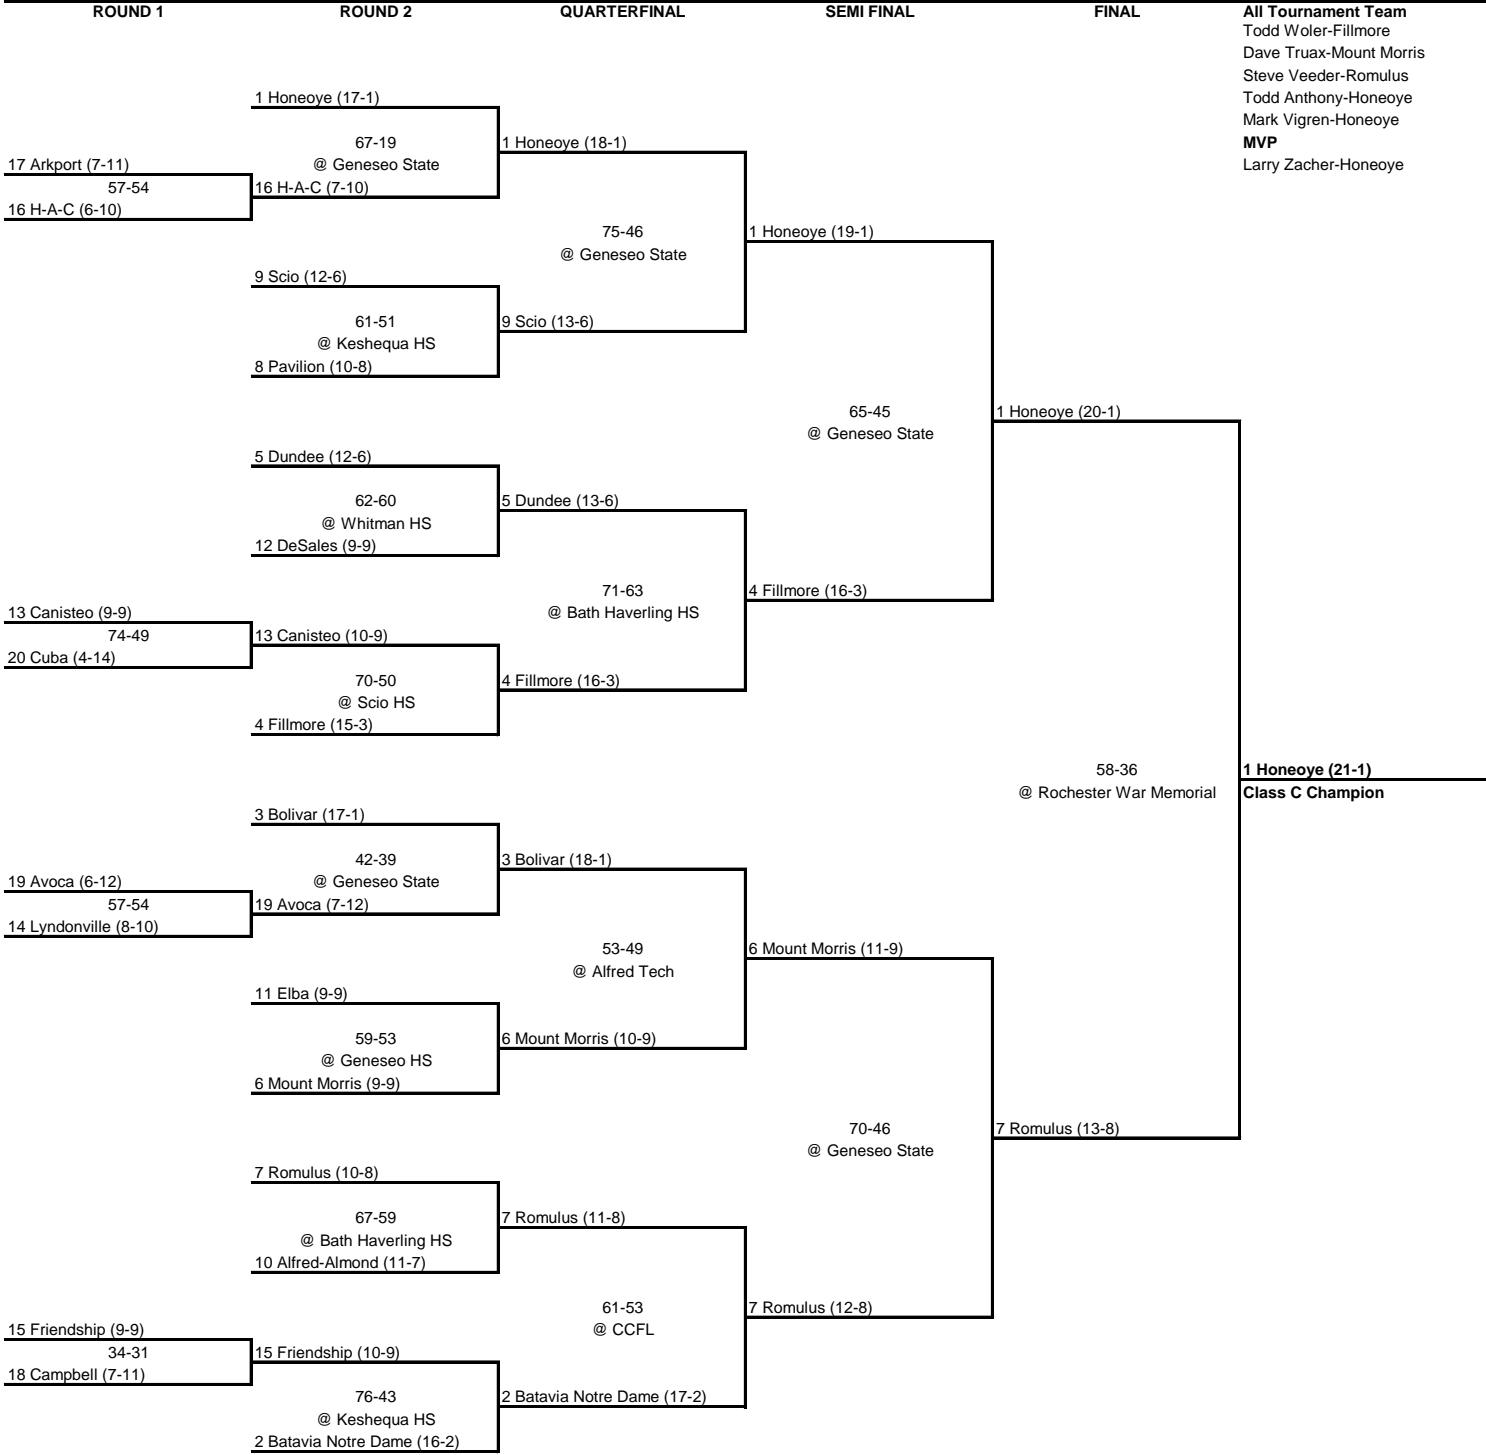 ROUND 1 ROUND 2 QUARTERFINAL SEMI FINAL FINAL All Tournament Team
Todd Woler-Fillmore
Dave Truax-Mount Morris
Steve Veeder-Romulus
Todd Anthony-Honeoye
Mark Vigren-Honeoye
MVP
Larry Zacher-Honeoye
1 Honeoye (17-1)
67-19
@ Geneseo State
1 Honeoye (18-1)
17 Arkport (7-11)
57-54
16 H-A-C (6-10)
16 H-A-C (7-10)
75-46
@ Geneseo State
1 Honeoye (19-1)
9 Scio (12-6)
61-51
@ Keshequa HS
9 Scio (13-6)
8 Pavilion (10-8)
65-45
@ Geneseo State
1 Honeoye (20-1)
5 Dundee (12-6)
62-60
@ Whitman HS
5 Dundee (13-6)
12 DeSales (9-9)
71-63
@ Bath Haverling HS
4 Fillmore (16-3)
13 Canisteo (9-9)
74-49
20 Cuba (4-14)
13 Canisteo (10-9)
70-50
@ Scio HS
4 Fillmore (16-3)
4 Fillmore (15-3)
58-36
@ Rochester War Memorial
1 Honeoye (21-1)
Class C Champion
3 Bolivar (17-1)
42-39
@ Geneseo State
3 Bolivar (18-1)
19 Avoca (6-12)
57-54
14 Lyndonville (8-10)
19 Avoca (7-12)
53-49
@ Alfred Tech
6 Mount Morris (11-9)
11 Elba (9-9)
59-53
@ Geneseo HS
6 Mount Morris (10-9)
6 Mount Morris (9-9)
70-46
@ Geneseo State
7 Romulus (13-8)
7 Romulus (10-8)
67-59
@ Bath Haverling HS
7 Romulus (11-8)
10 Alfred-Almond (11-7)
61-53
@ CCFL
7 Romulus (12-8)
15 Friendship (9-9)
34-31
18 Campbell (7-11)
15 Friendship (10-9)
76-43
@ Keshequa HS
2 Batavia Notre Dame (17-2)
2 Batavia Notre Dame (16-2)